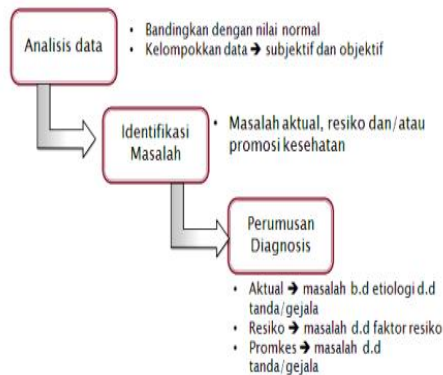 Analisis data
• Bandingkan dengan nilai normal
• Kelompokkan data → subjektif dan objektif
Identifikasi
Masalah
• Masalah aktual, resiko dan/atau
promosi kesehatan
Perumusan
Diagnosis
• Aktual → masalah b.d etiologi d.d
tanda/gejala
• Resiko → masalah d.d faktor resiko
• Promkes → masalah d.d
tanda/gejala